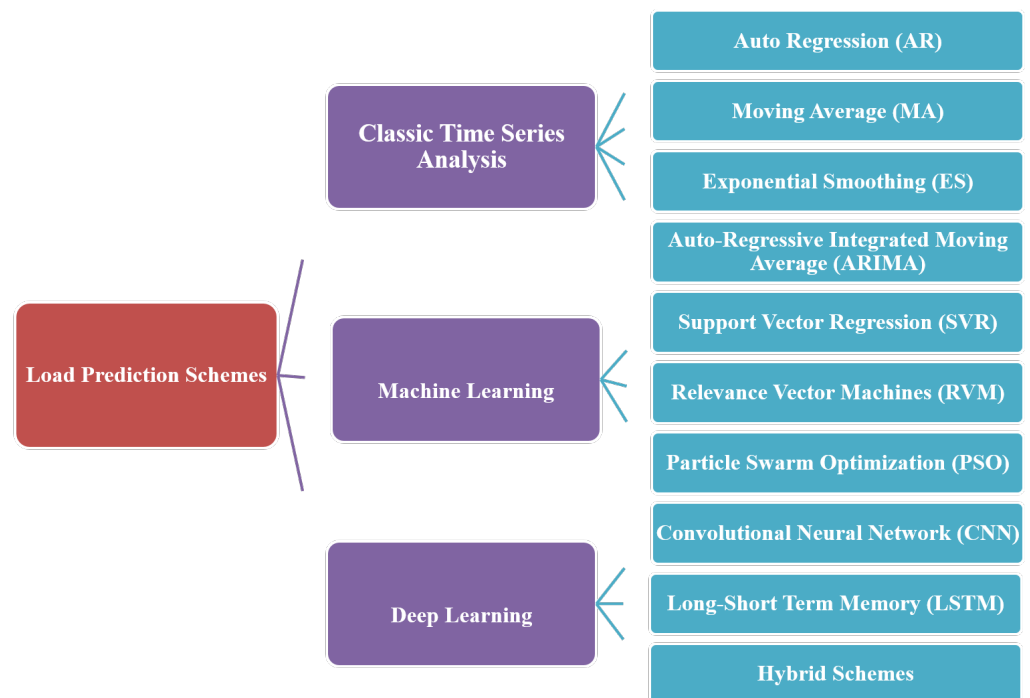 Load Prediction Schemes
Classic Time Series
Analysis
Auto Regression (AR)
Moving Average (MA)
Exponential Smoothing (ES)
Auto-Regressive Integrated Moving
Average (ARIMA)
Machine Learning
Support Vector Regression (SVR)
Relevance Vector Machines (RVM)
Particle Swarm Optimization (PSO)
Deep Learning
Convolutional Neural Network (CNN)
Long-Short Term Memory (LSTM)
Hybrid Schemes